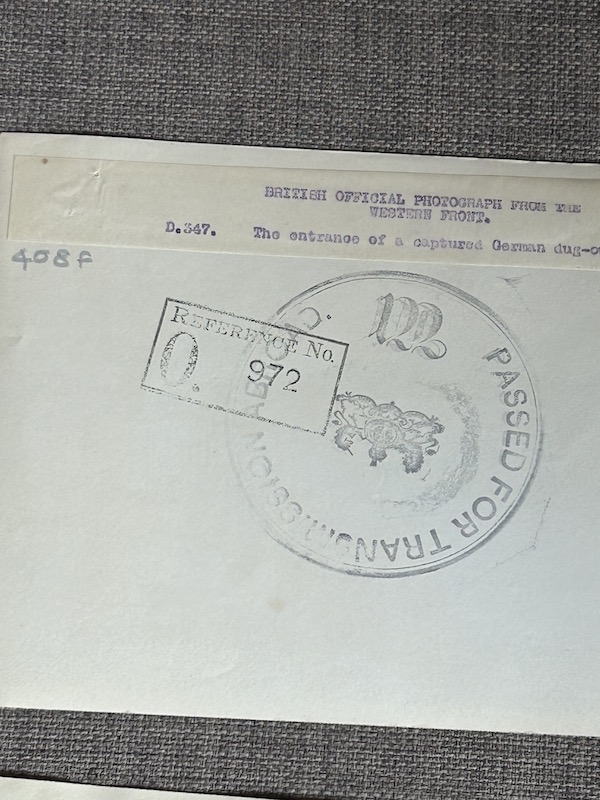 BRITISH OFFICIAL PHOTOGRAPH FROM THE
WESTERN FRONT.
D.347. The entrance of a captured German dug-o
408f
REFERENCE No.
O. 972
122
PASSED FOR TRANSMISSION ABROAD.